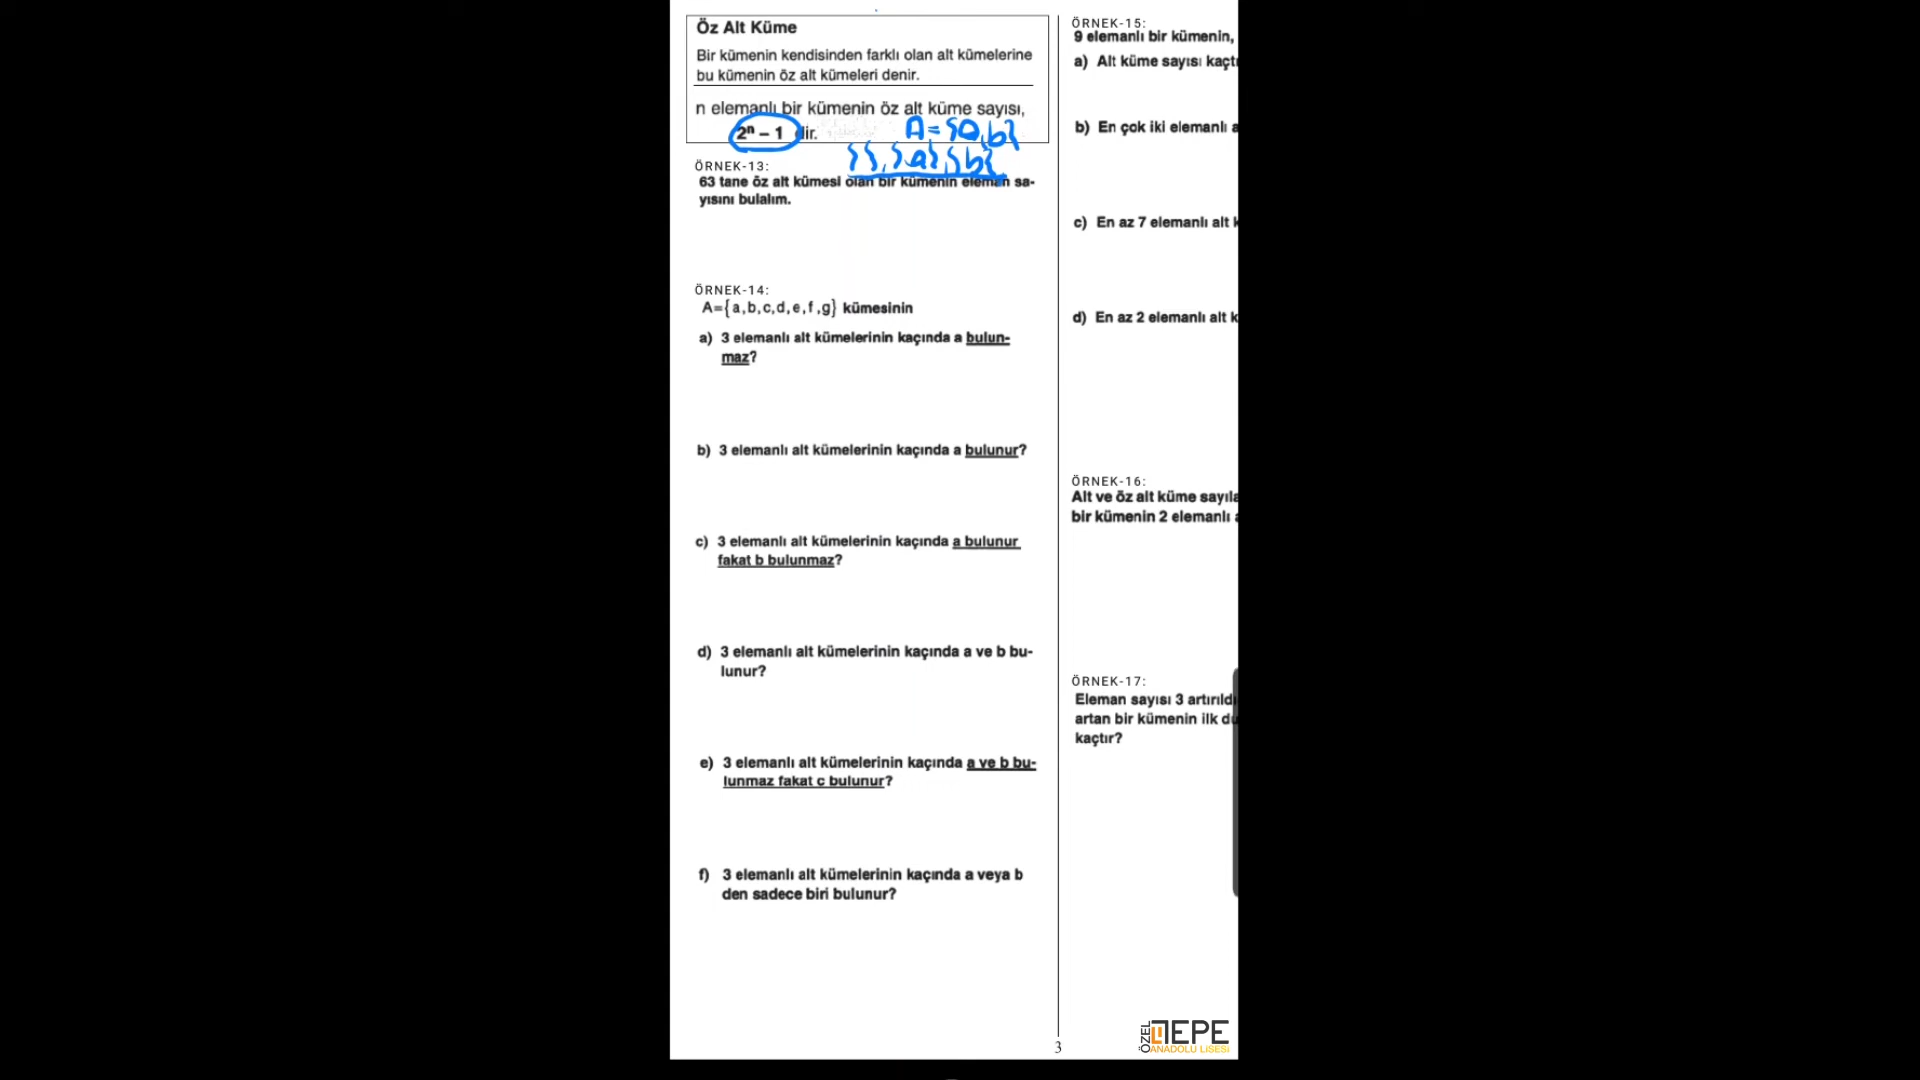 Öz Alt Küme
Bir kümenin kendisinden farklı olan alt kümelerine
bu kümenin öz alt kümeleri denir.
n elemanlı bir kümenin öz alt küme sayısı,
2ⁿ – 1 dir.
A={a,b}
{ },{a},{b}
ÖRNEK-13:
63 tane öz alt kümesi olan bir kümenin eleman sa-
yısını bulalım.
ÖRNEK-14:
A={a,b,c,d,e,f,g} kümesinin
a) 3 elemanlı alt kümelerinin kaçında a bulun-
maz?
b) 3 elemanlı alt kümelerinin kaçında a bulunur?
c) 3 elemanlı alt kümelerinin kaçında a bulunur
fakat b bulunmaz?
d) 3 elemanlı alt kümelerinin kaçında a ve b bu-
lunur?
e) 3 elemanlı alt kümelerinin kaçında a ve b bu-
lunmaz fakat c bulunur?
f) 3 elemanlı alt kümelerinin kaçında a veya b
den sadece biri bulunur?
ÖRNEK-15:
9 elemanlı bir kümenin,
a) Alt küme sayısı kaçtı
b) En çok iki elemanlı a
c) En az 7 elemanlı alt k
d) En az 2 elemanlı alt k
ÖRNEK-16:
Alt ve öz alt küme sayıla
bir kümenin 2 elemanlı a
ÖRNEK-17:
Eleman sayısı 3 artırıldı
artan bir kümenin ilk du
kaçtır?
3
ÖZEL TEPE
ANADOLU LİSESİ